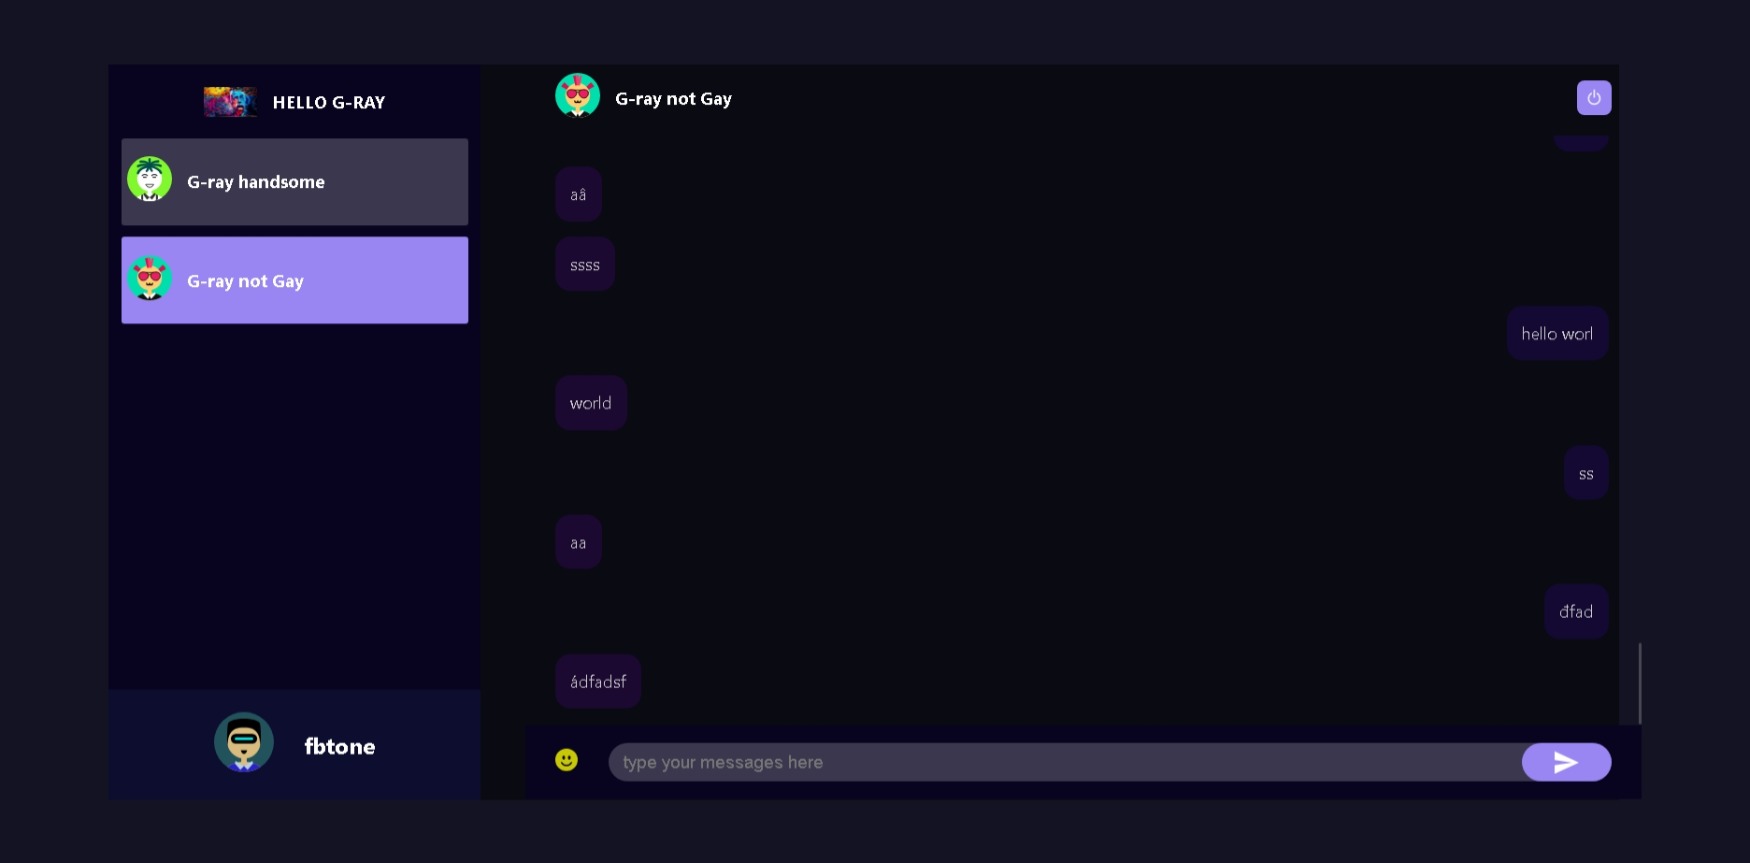 HELLO G-RAY
G-ray handsome
G-ray not Gay
fbtone
G-ray not Gay
aâ
ssss
hello worl
world
ss
aa
đfad
ádfadsf
type your messages here